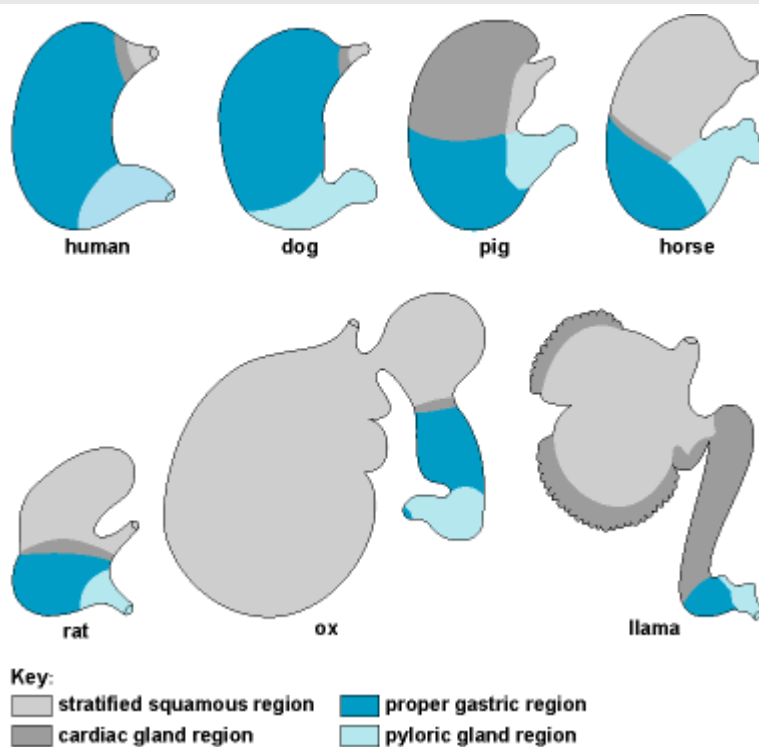 human dog pig horse
rat ox llama
Key:
stratified squamous region proper gastric region
cardiac gland region pyloric gland region